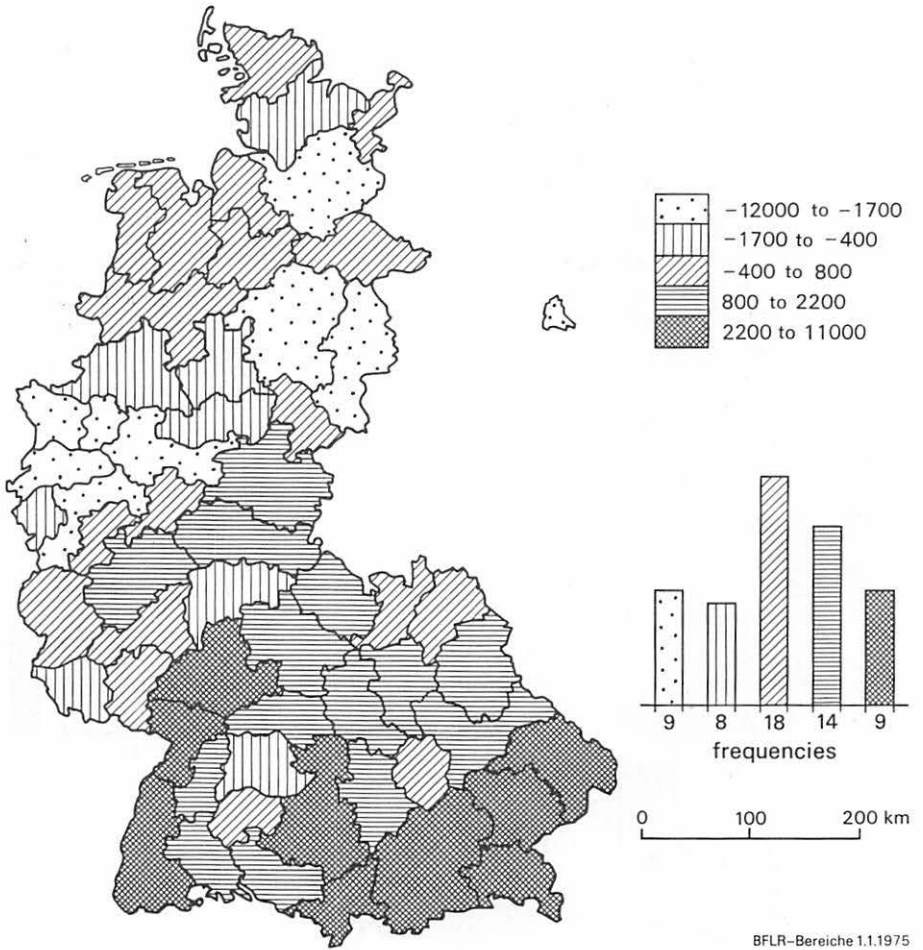 −12000 to −1700
−1700 to −400
−400 to 800
800 to 2200
2200 to 11000
9 8 18 14 9
frequencies
0 100 200 km
BFLR−Bereiche 1.1.1975